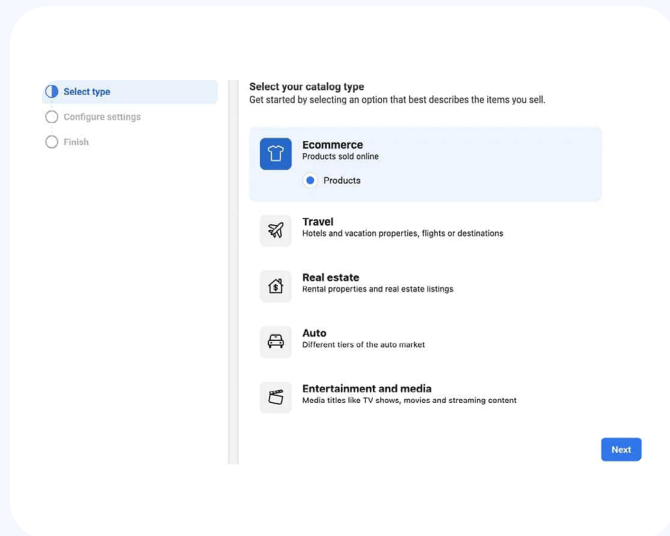 Select type
Configure settings
Finish
Select your catalog type
Get started by selecting an option that best describes the items you sell.
Ecommerce
Products sold online
Products
Travel
Hotels and vacation properties, flights or destinations
Real estate
Rental properties and real estate listings
Auto
Different tiers of the auto market
Entertainment and media
Media titles like TV shows, movies and streaming content
Next